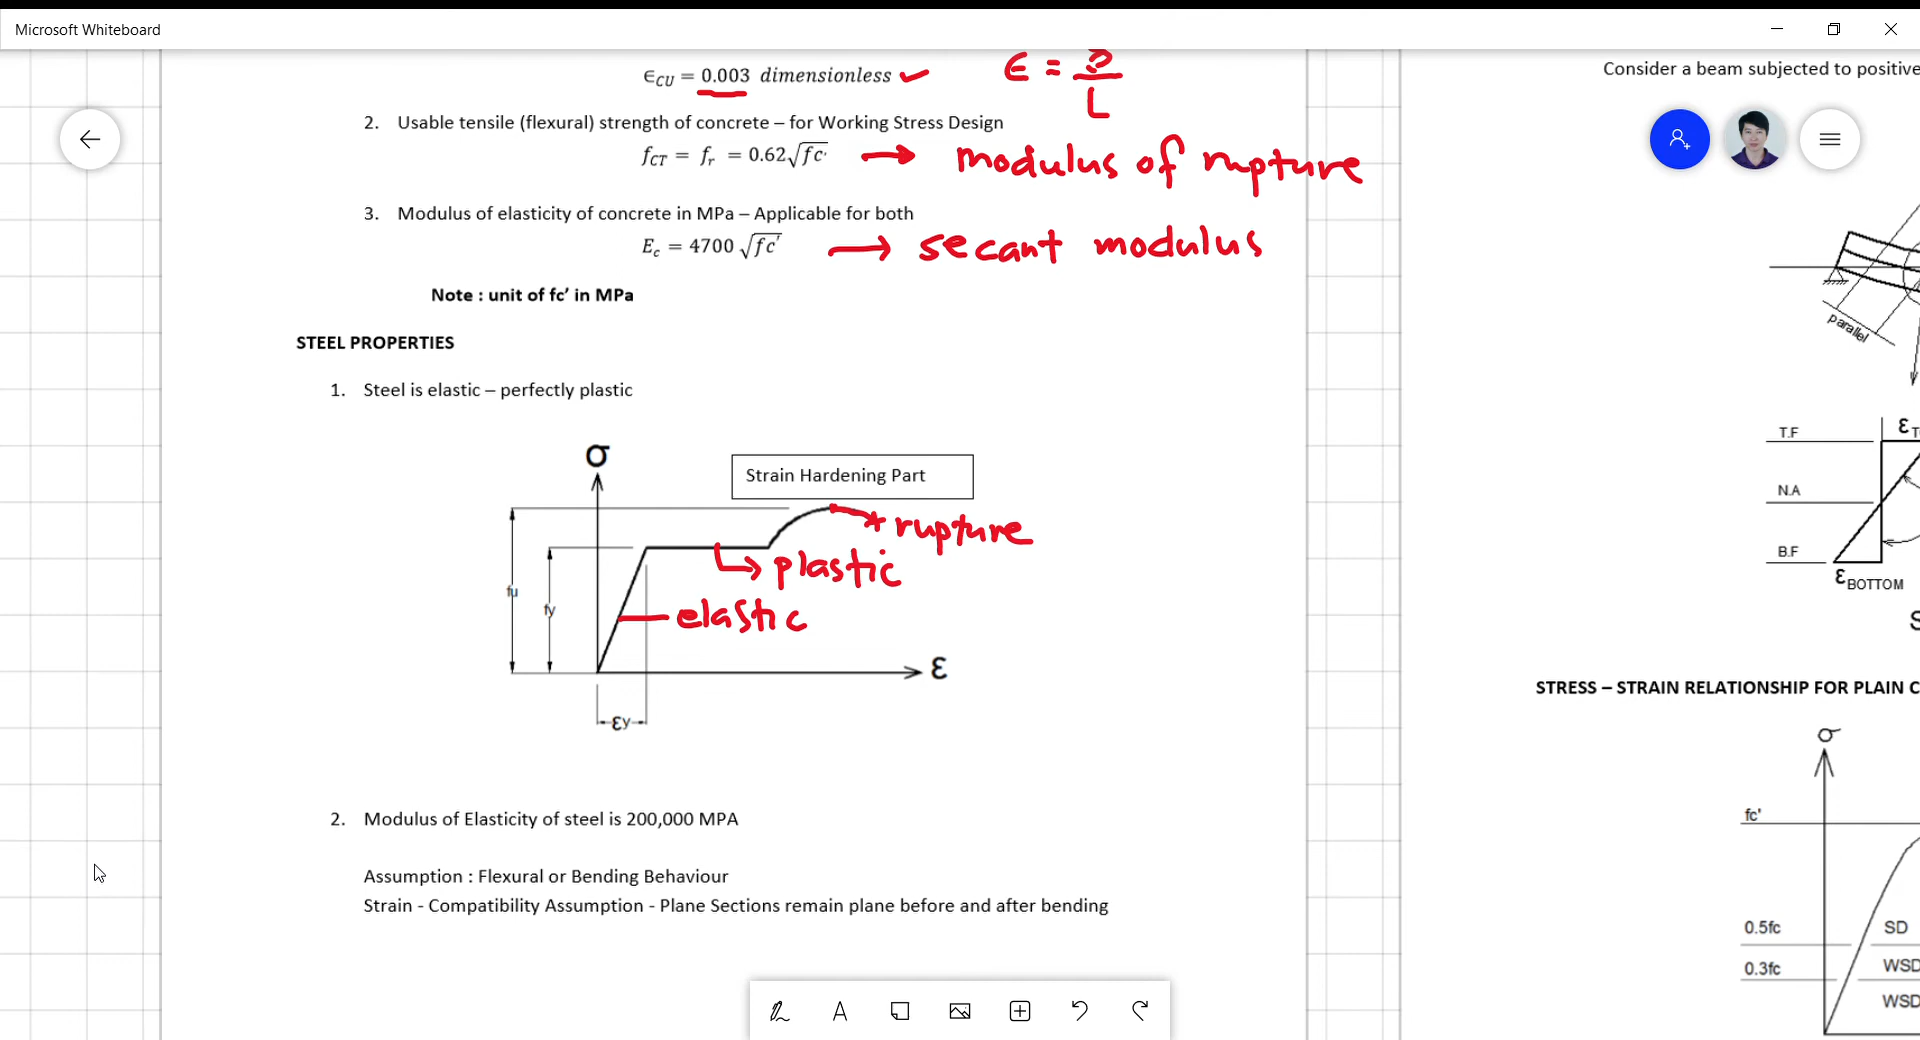 Microsoft Whiteboard
ϵCU = 0.003 dimensionless
ϵ = / L
2. Usable tensile (flexural) strength of concrete – for Working Stress Design
fCT = fr = 0.62√fc' → modulus of rupture
3. Modulus of elasticity of concrete in MPa – Applicable for both
Ec = 4700 √fc' → secant modulus
Note : unit of fc’ in MPa
STEEL PROPERTIES
1. Steel is elastic – perfectly plastic
σ
Strain Hardening Part
rupture
plastic
fu
fy
elastic
ε
εy
2. Modulus of Elasticity of steel is 200,000 MPA
Assumption : Flexural or Bending Behaviour
Strain - Compatibility Assumption - Plane Sections remain plane before and after bending
Consider a beam subjected to positive
parallel
T.F
εT
N.A
B.F
εBOTTOM
S
STRESS – STRAIN RELATIONSHIP FOR PLAIN C
σ
fc'
0.5fc
SD
0.3fc
WSD
WSD